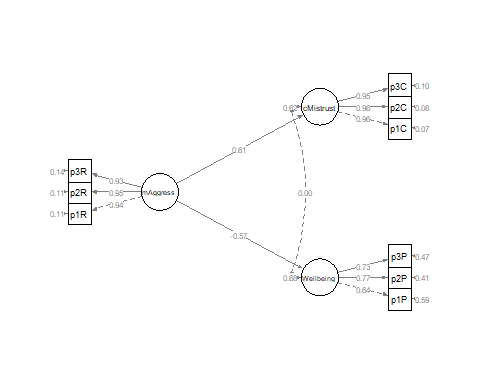 p3C
0.10
0.95
0.62
cMistrust
0.96
p2C
0.08
0.96
p1C
0.07
0.61
0.14
p3R
0.93
0.11
p2R
0.95
mAggress
0.00
0.94
0.11
p1R
-0.57
p3P
0.47
0.73
0.68
Wellbeing
0.77
p2P
0.41
0.64
p1P
0.59